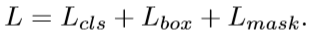 L = L_{cls} + L_{box} + L_{mask}.